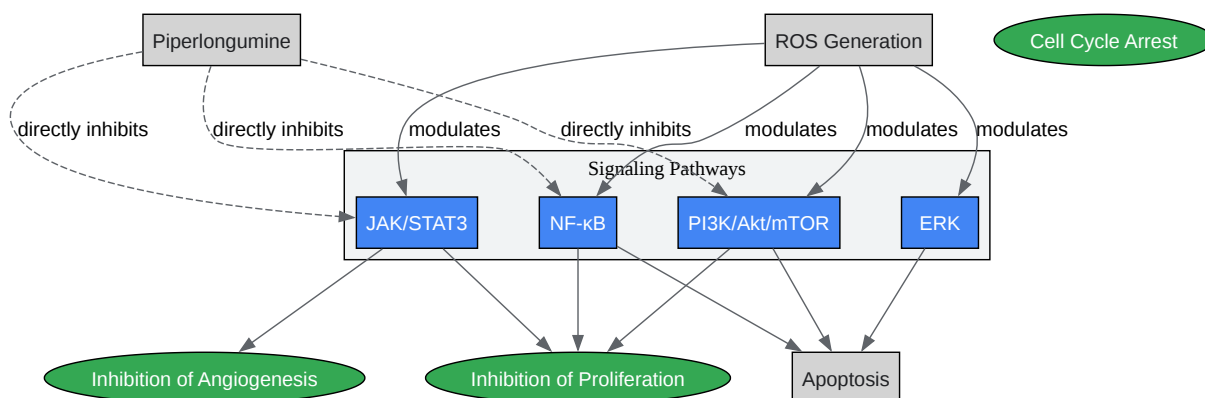 Piperlongumine
ROS Generation
Cell Cycle Arrest
directly inhibits
directly inhibits
modulates
directly inhibits
modulates
modulates
modulates
Signaling Pathways
JAK/STAT3
NF-κB
PI3K/Akt/mTOR
ERK
Inhibition of Angiogenesis
Inhibition of Proliferation
Apoptosis